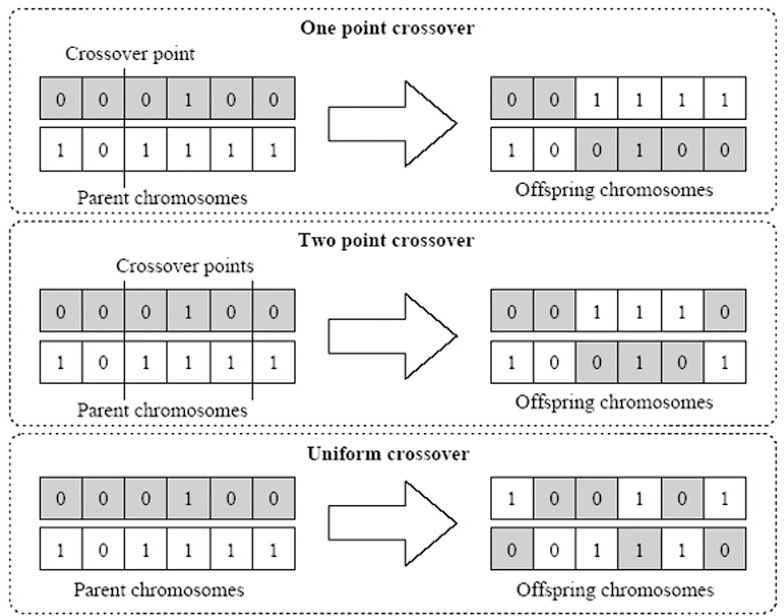 One point crossover
Crossover point
0 0 0 1 0 0
0 0 1 1 1 1
1 0 1 1 1 1
1 0 0 1 0 0
Parent chromosomes
Offspring chromosomes
Two point crossover
Crossover points
0 0 0 1 0 0
0 0 1 1 1 0
1 0 1 1 1 1
1 0 0 1 0 1
Parent chromosomes
Offspring chromosomes
Uniform crossover
0 0 0 1 0 0
1 0 0 1 0 1
1 0 1 1 1 1
0 0 1 1 1 0
Parent chromosomes
Offspring chromosomes